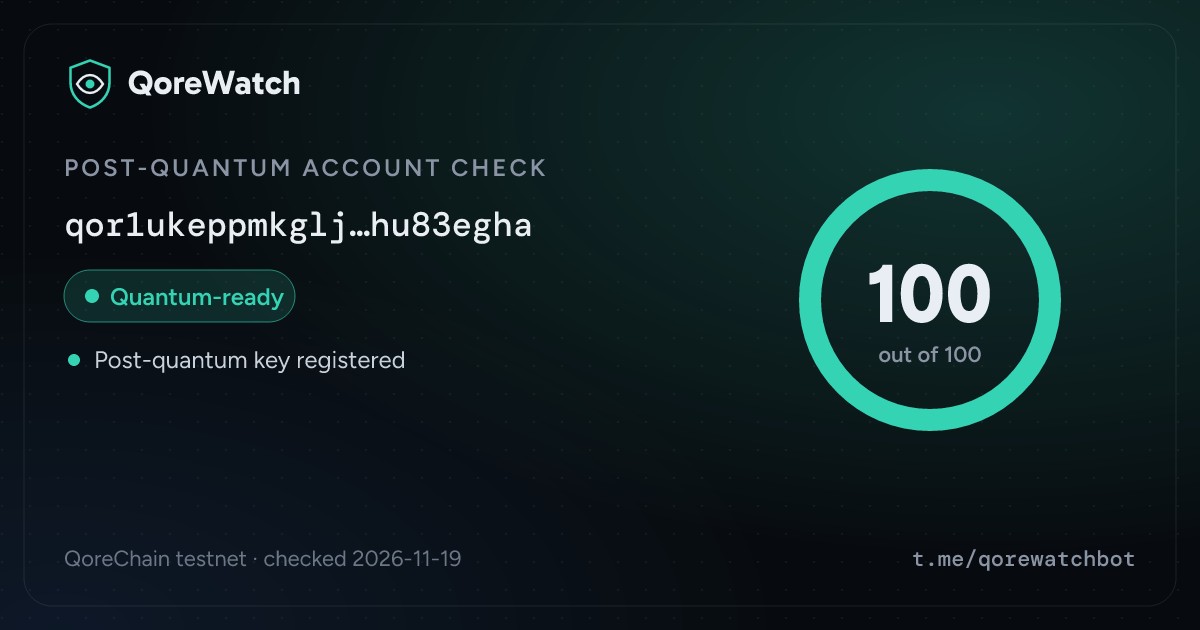 QoreWatch
POST-QUANTUM ACCOUNT CHECK
qor1ukeppmkglj…hu83egha
Quantum-ready
Post-quantum key registered
100
out of 100
QoreChain testnet · checked 2026-11-19
t.me/qorewatchbot